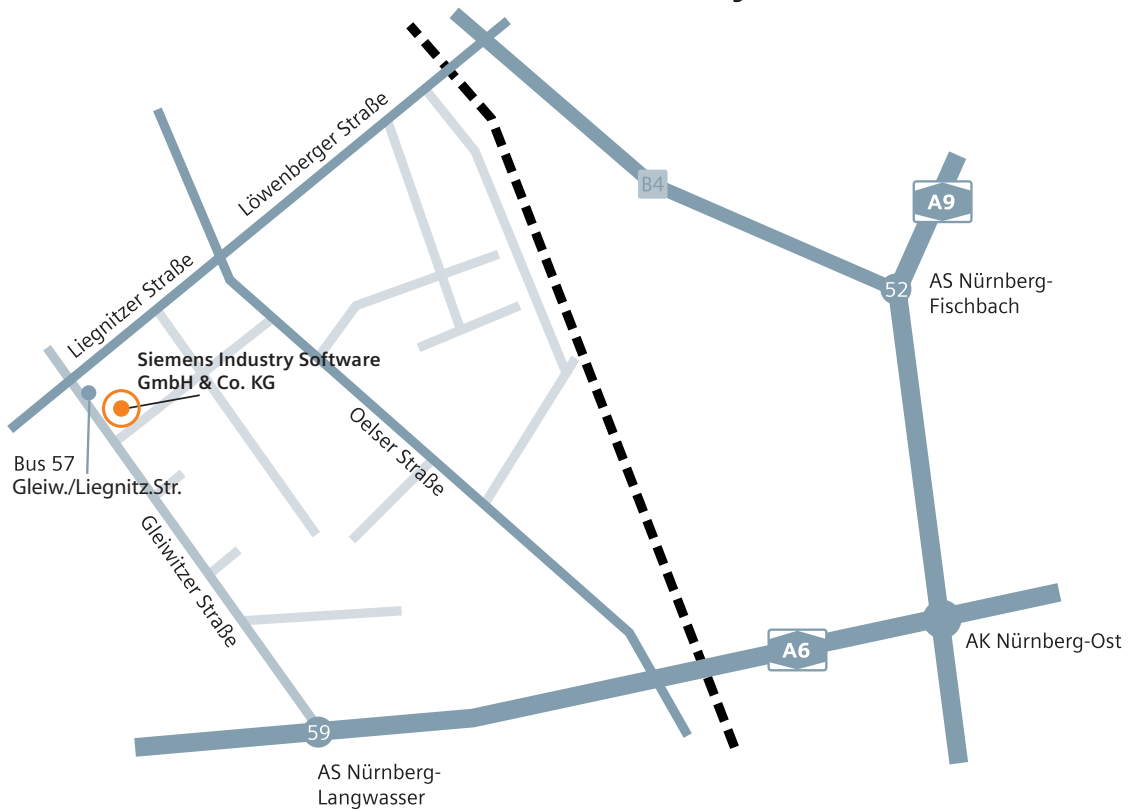 Löwenberger Straße
B4
A9
Liegnitzer Straße
52
AS Nürnberg-
Fischbach
Siemens Industry Software
GmbH & Co. KG
Oelser Straße
Bus 57
Gleiw./Liegnitz.Str.
Gleiwitzer Straße
A6
AK Nürnberg-Ost
59
AS Nürnberg-
Langwasser